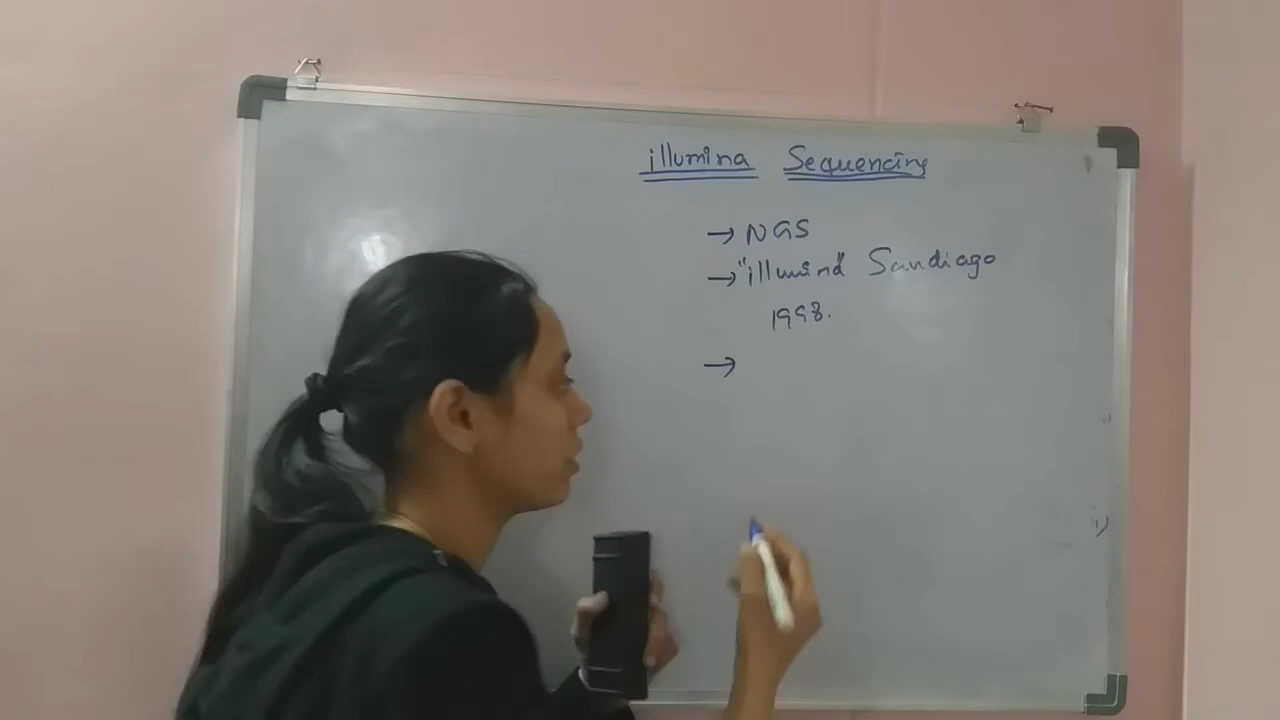 illumina Sequencing
→ NGS
→ "illumina" Sandiago
1998.
→